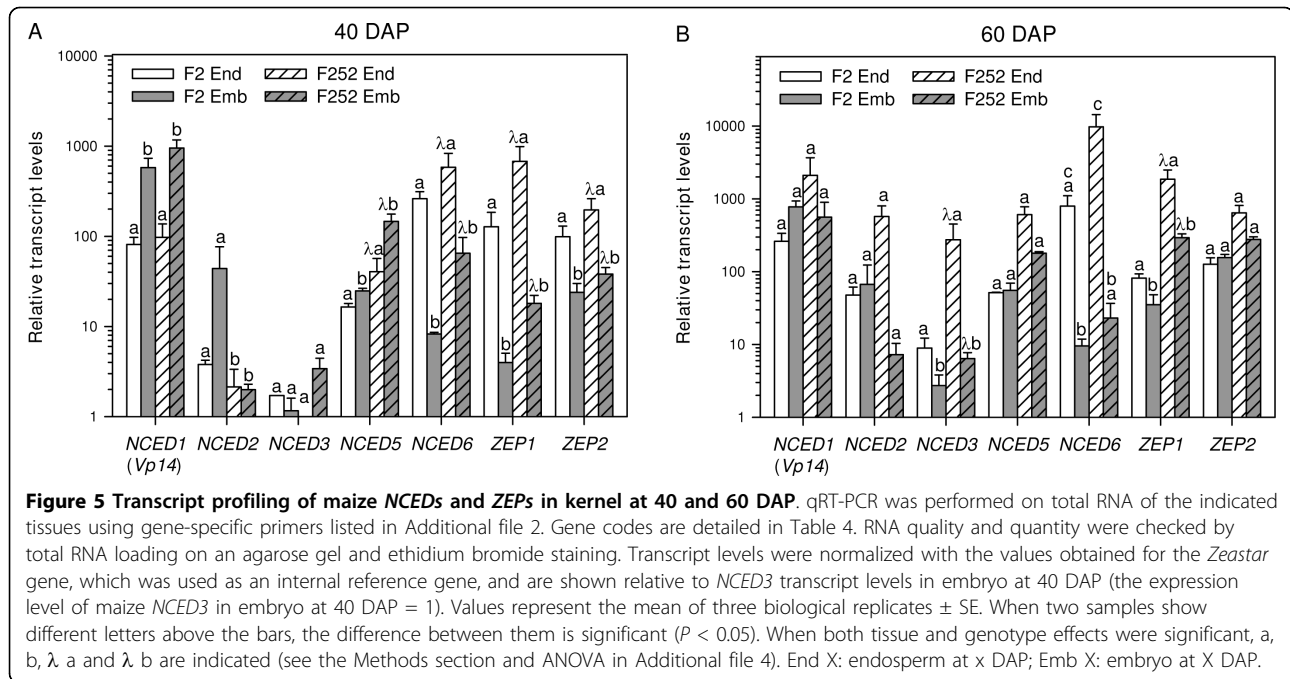 A
40 DAP
10000
1000
100
10
1
Relative transcript levels
F2 End
F2 Emb
F252 End
F252 Emb
a b a b
a b b
a a a
a a λa λb
a b λa λb
a b λa λb
a b λa λb
NCED1 NCED2 NCED3 NCED5 NCED6 ZEP1 ZEP2
(Vp14)
B
60 DAP
10000
1000
100
10
1
Relative transcript levels
F2 End
F2 Emb
F252 End
F252 Emb
a a a a
a a a a
a b λa λb
a a a a
c
a b c b
a
a b λa λb
a a a a
NCED1 NCED2 NCED3 NCED5 NCED6 ZEP1 ZEP2
(Vp14)
Figure 5 Transcript profiling of maize NCEDs and ZEPs in kernel at 40 and 60 DAP. qRT-PCR was performed on total RNA of the indicated
tissues using gene-specific primers listed in Additional file 2. Gene codes are detailed in Table 4. RNA quality and quantity were checked by
total RNA loading on an agarose gel and ethidium bromide staining. Transcript levels were normalized with the values obtained for the Zeastar
gene, which was used as an internal reference gene, and are shown relative to NCED3 transcript levels in embryo at 40 DAP (the expression
level of maize NCED3 in embryo at 40 DAP = 1). Values represent the mean of three biological replicates ± SE. When two samples show
different letters above the bars, the difference between them is significant (P < 0.05). When both tissue and genotype effects were significant, a,
b, λ a and λ b are indicated (see the Methods section and ANOVA in Additional file 4). End X: endosperm at x DAP; Emb X: embryo at X DAP.